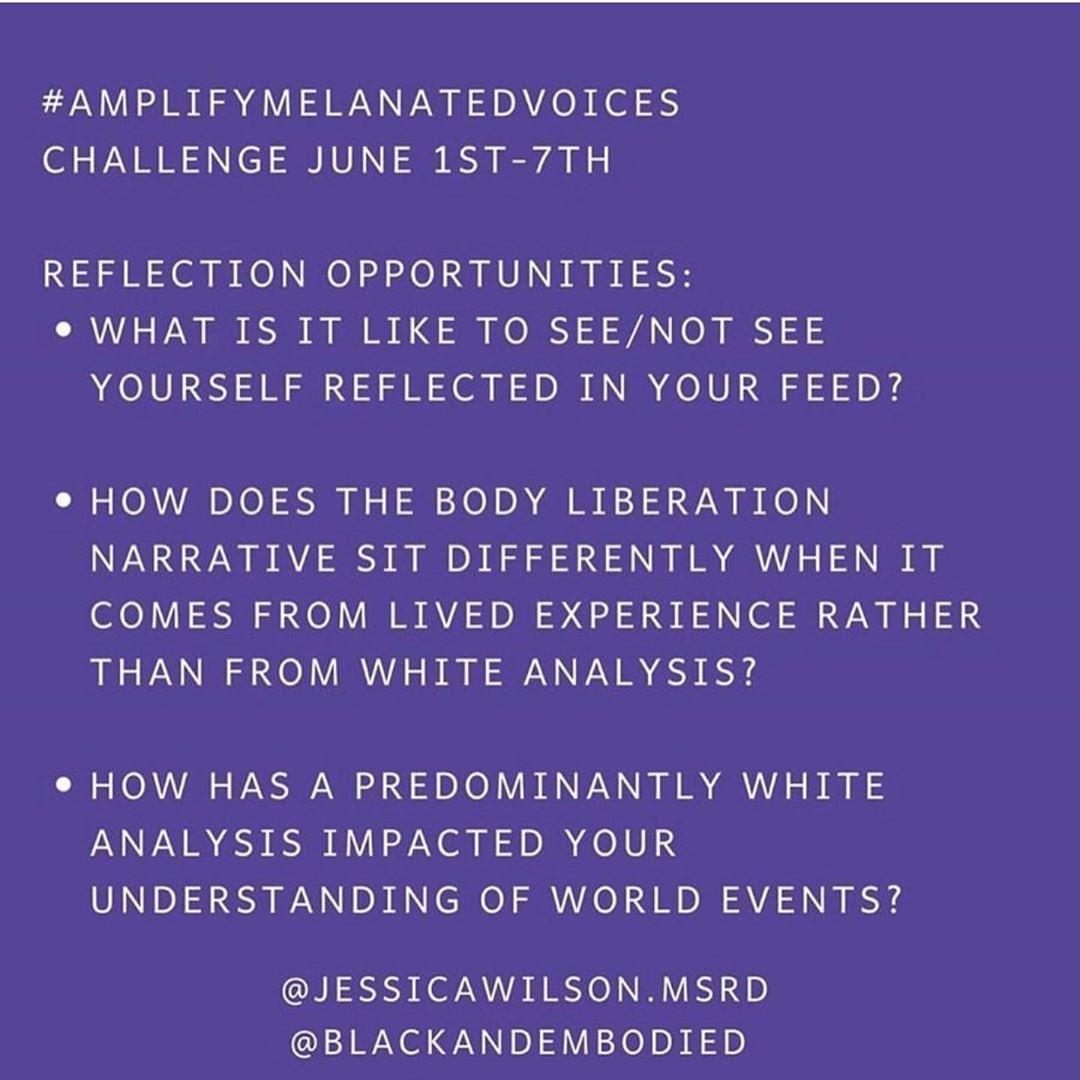 #AMPLIFYMELANATEDVOICES
CHALLENGE JUNE 1ST-7TH
REFLECTION OPPORTUNITIES:
• WHAT IS IT LIKE TO SEE/NOT SEE
YOURSELF REFLECTED IN YOUR FEED?
• HOW DOES THE BODY LIBERATION
NARRATIVE SIT DIFFERENTLY WHEN IT
COMES FROM LIVED EXPERIENCE RATHER
THAN FROM WHITE ANALYSIS?
• HOW HAS A PREDOMINANTLY WHITE
ANALYSIS IMPACTED YOUR
UNDERSTANDING OF WORLD EVENTS?
@JESSICAWILSON.MSRD
@BLACKANDEMBODIED